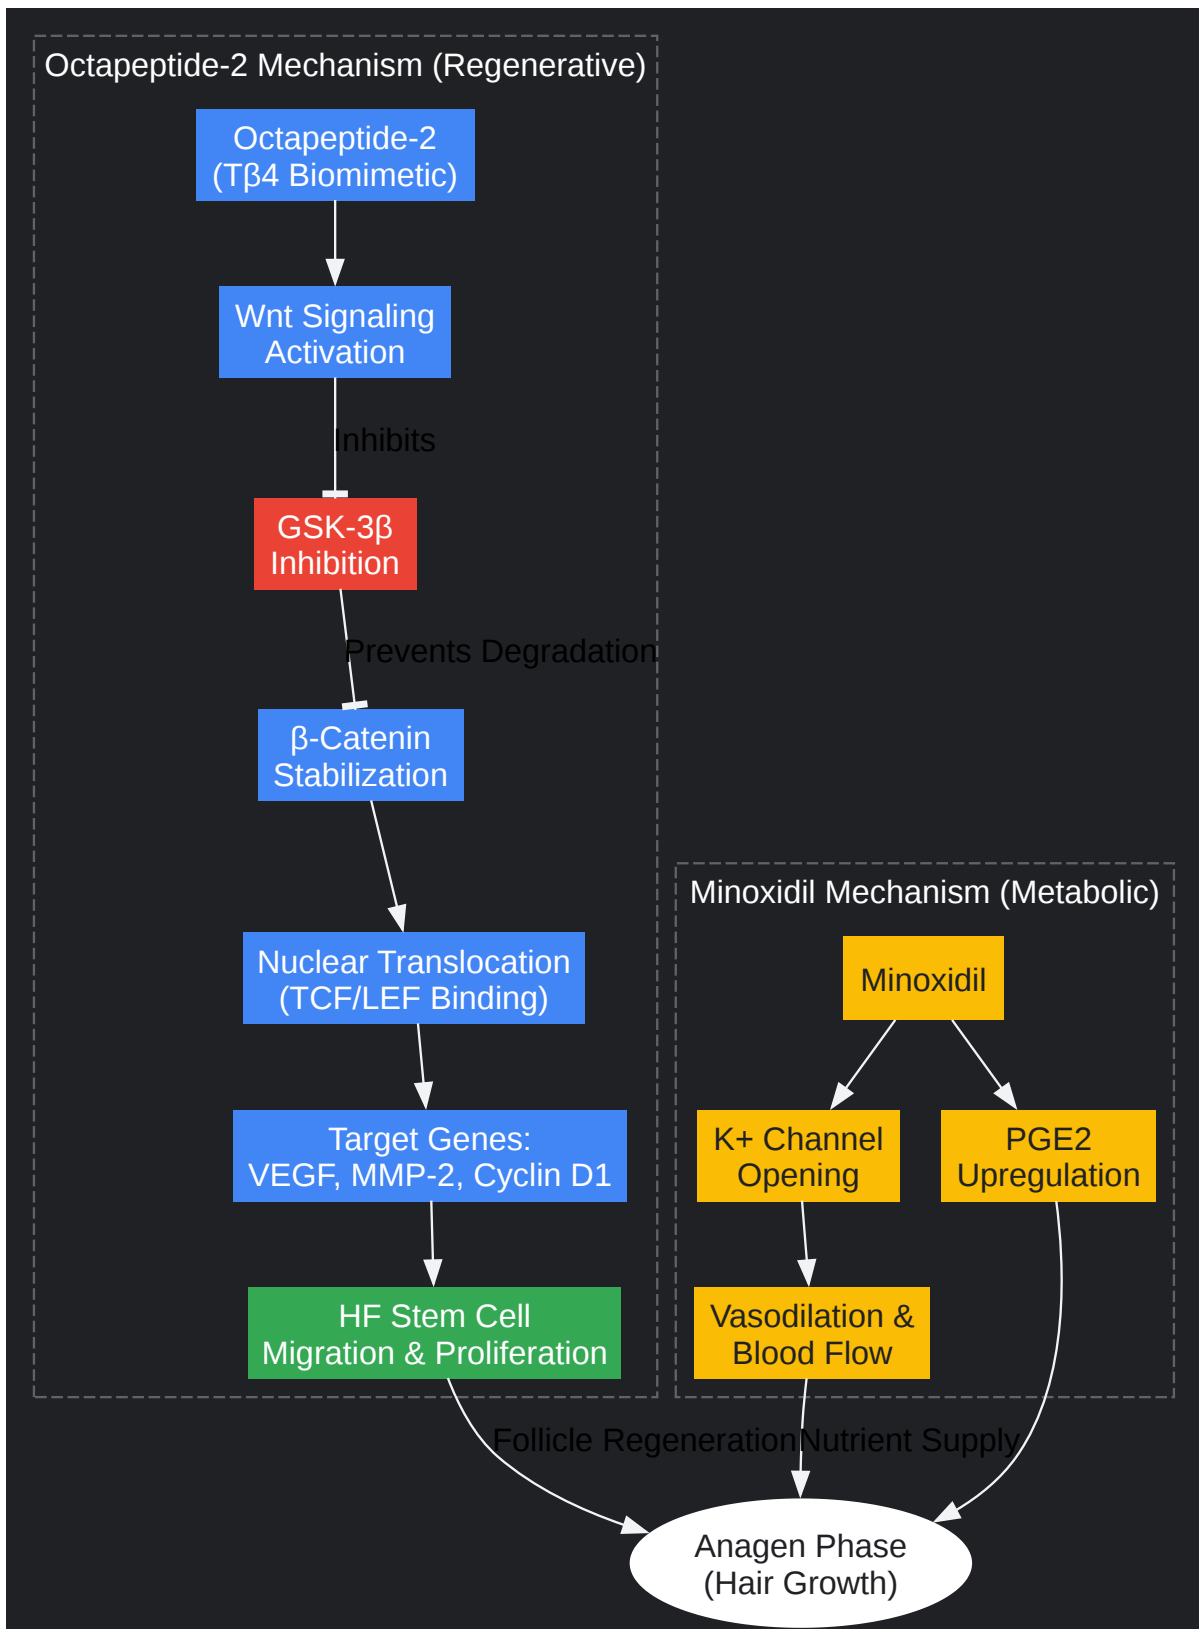 Octapeptide-2 Mechanism (Regenerative)
Octapeptide-2
(Tβ4 Biomimetic)
Wnt Signaling
Activation
Inhibits
GSK-3β
Inhibition
Prevents Degradation
β-Catenin
Stabilization
Nuclear Translocation
(TCF/LEF Binding)
Target Genes:
VEGF, MMP-2, Cyclin D1
HF Stem Cell
Migration & Proliferation
Minoxidil Mechanism (Metabolic)
Minoxidil
K+ Channel
Opening
PGE2
Upregulation
Vasodilation &
Blood Flow
Follicle Regeneration
Nutrient Supply
Anagen Phase
(Hair Growth)